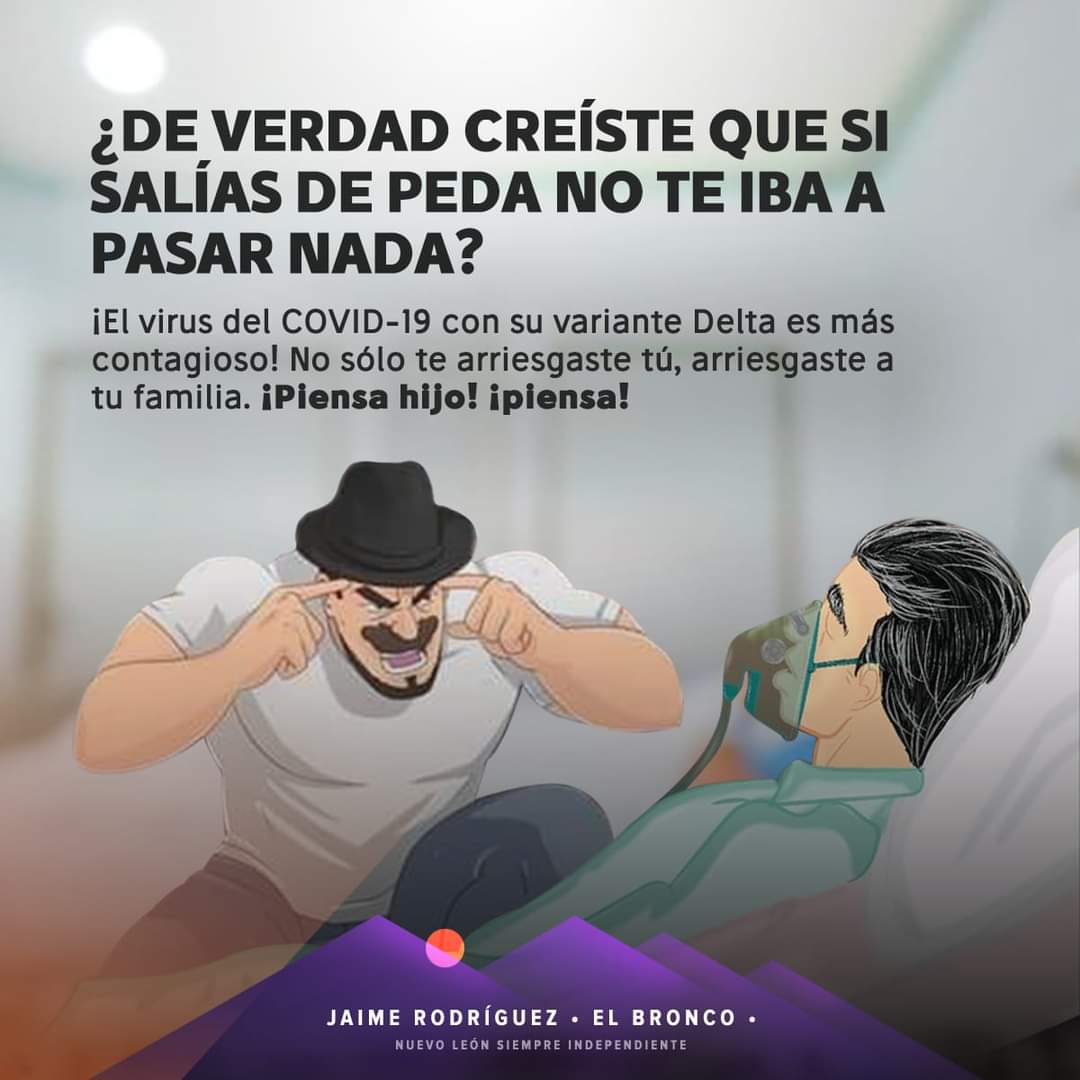 ¿DE VERDAD CREÍSTE QUE SI
SALÍAS DE PEDA NO TE IBA A
PASAR NADA?
¡El virus del COVID-19 con su variante Delta es más
contagioso! No sólo te arriesgaste tú, arriesgaste a
tu familia. ¡Piensa hijo! ¡piensa!
JAIME RODRÍGUEZ • EL BRONCO •
NUEVO LEÓN SIEMPRE INDEPENDIENTE